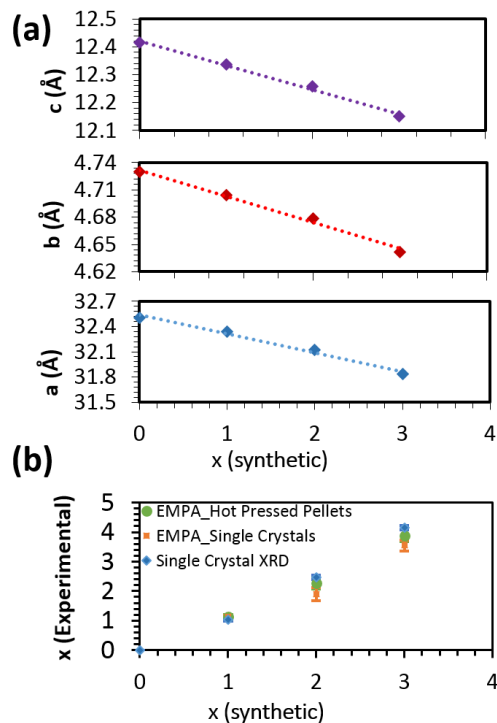 (a)
12.5
12.4
12.3
12.2
12.1
c (Å)
4.74
4.71
4.68
4.65
4.62
b (Å)
32.7
32.4
32.1
31.8
31.5
a (Å)
0 1 2 3 4
x (synthetic)
(b)
5
4
3
2
1
0
x (Experimental)
EMPA_Hot Pressed Pellets
EMPA_Single Crystals
Single Crystal XRD
0 1 2 3 4
x (synthetic)